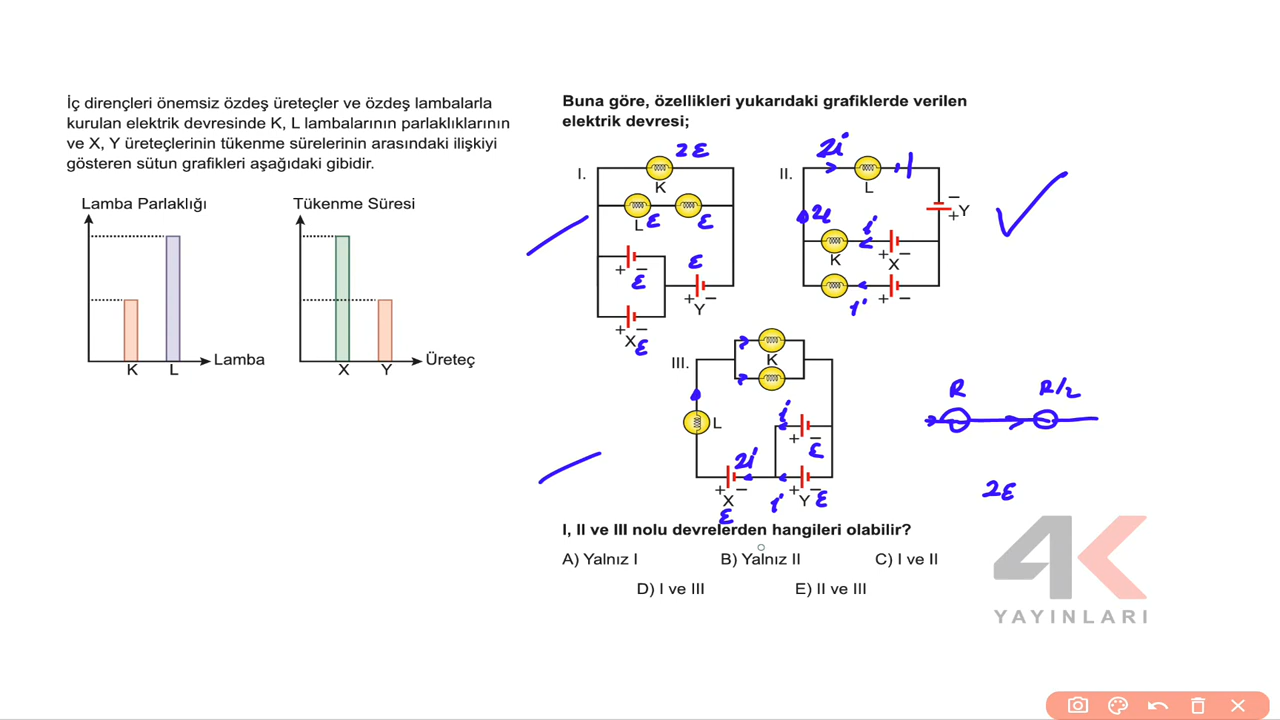 İç dirençleri önemsiz özdeş üreteçler ve özdeş lambalarla
kurulan elektrik devresinde K, L lambalarının parlaklıklarının
ve X, Y üreteçlerinin tükenme sürelerinin arasındaki ilişkiyi
gösteren sütun grafikleri aşağıdaki gibidir.
Lamba Parlaklığı
K
L
Lamba
Tükenme Süresi
X
Y
Üreteç
Buna göre, özellikleri yukarıdaki grafiklerde verilen
elektrik devresi;
I.
2ε
K
L
ε
ε
+ −
ε
ε
+ −
Y
+ −
X
ε
II.
2i
L
−
+ Y
2i
i
K
+ −
X
i
+ −
III.
K
L
i
+ −
ε
2i
+ −
X
ε
i
+ −
Y
ε
R
R/2
2ε
I, II ve III nolu devrelerden hangileri olabilir?
A) Yalnız I
B) Yalnız II
C) I ve II
D) I ve III
E) II ve III
4K
YAYINLARI